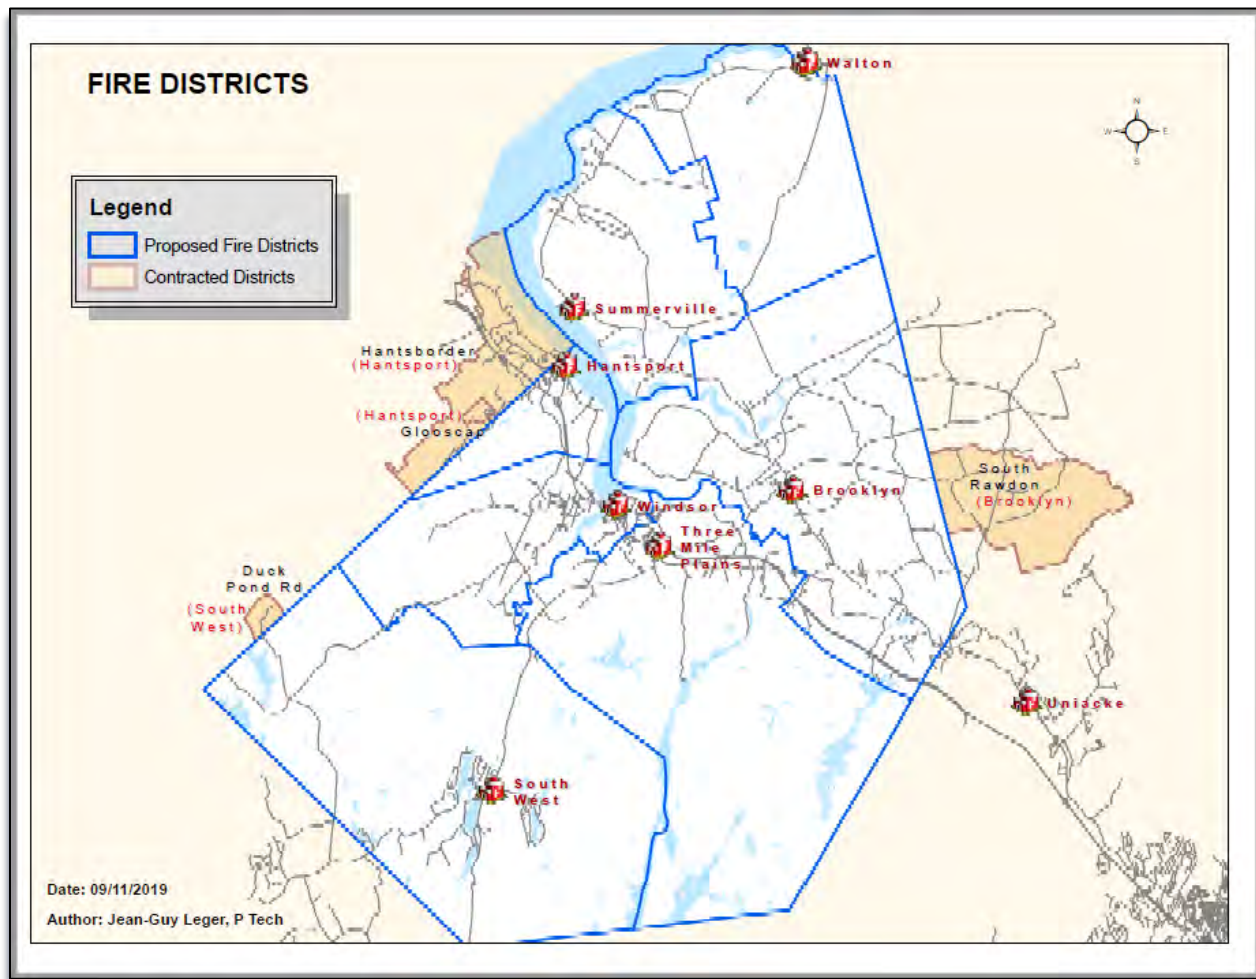 FIRE DISTRICTS
Legend
Proposed Fire Districts
Contracted Districts
N
W
E
S
Walton
Summerville
Hantsborder
(Hantsport)
Hantsport
(Hantsport)
Glooscap
South
Rawdon
(Brooklyn)
Brooklyn
Windsor
Three
Mile
Plains
Duck
Pond Rd
(South
West)
Uniacke
South
West
Date: 09/11/2019
Author: Jean-Guy Leger, P Tech